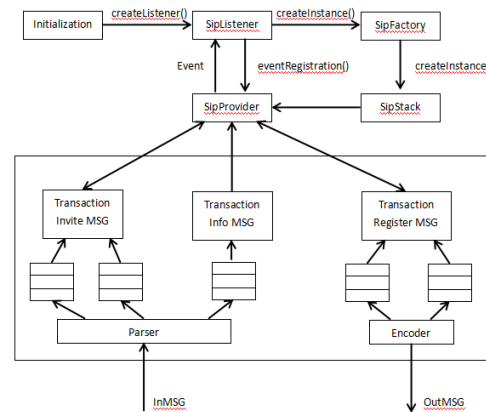 createListener()
createInstance()
Initialization
SipListener
SipFactory
Event
eventRegistration()
createInstance
SipProvider
SipStack
Transaction
Invite MSG
Transaction
Info MSG
Transaction
Register MSG
Parser
Encoder
InMSG
OutMSG